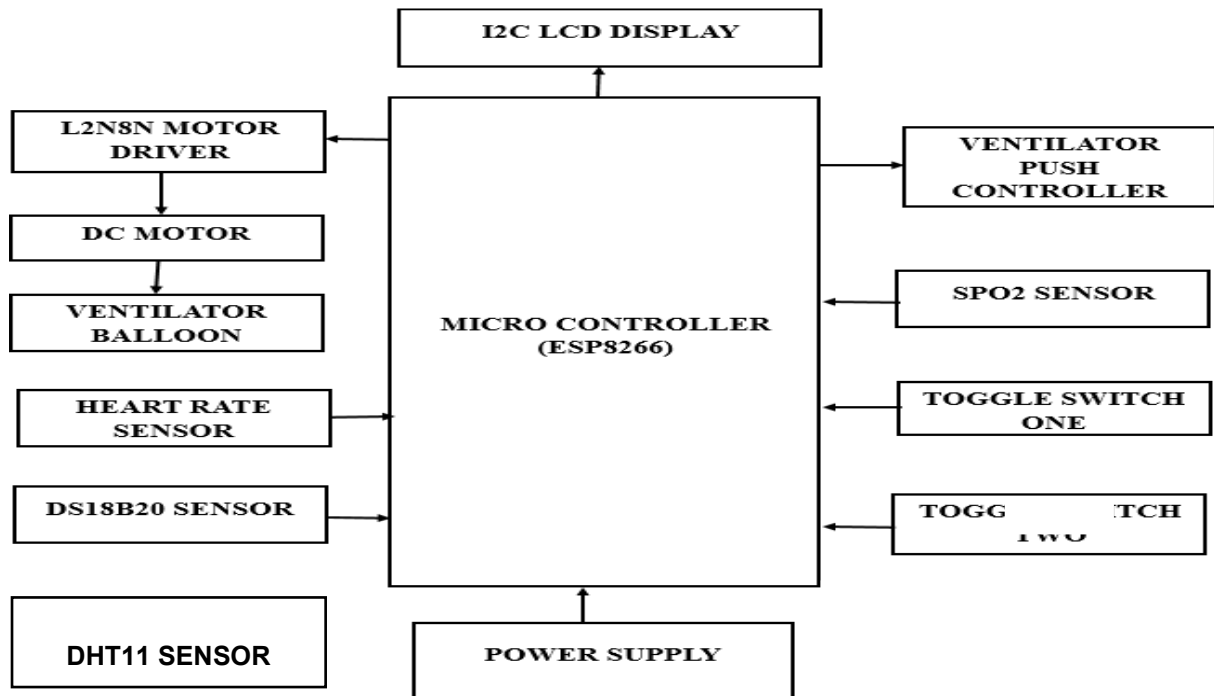 I2C LCD DISPLAY
L2N8N MOTOR
DRIVER
DC MOTOR
VENTILATOR
BALLOON
HEART RATE
SENSOR
DS18B20 SENSOR
DHT11 SENSOR
MICRO CONTROLLER
(ESP8266)
POWER SUPPLY
VENTILATOR
PUSH
CONTROLLER
SPO2 SENSOR
TOGGLE SWITCH
ONE